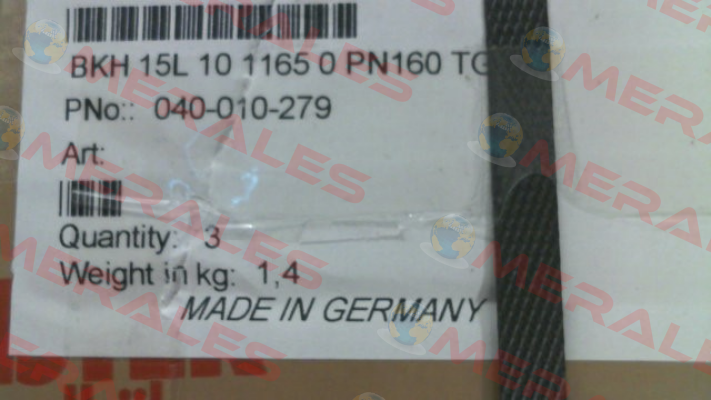 BKH 15L 10 1165 0 PN160 TG
PNo.: 040-010-279
Art:
Quantity: 3
Weight in kg: 1,4
MADE IN GERMANY
MERALES
MERALES
MERALES
MERALES
MERALES